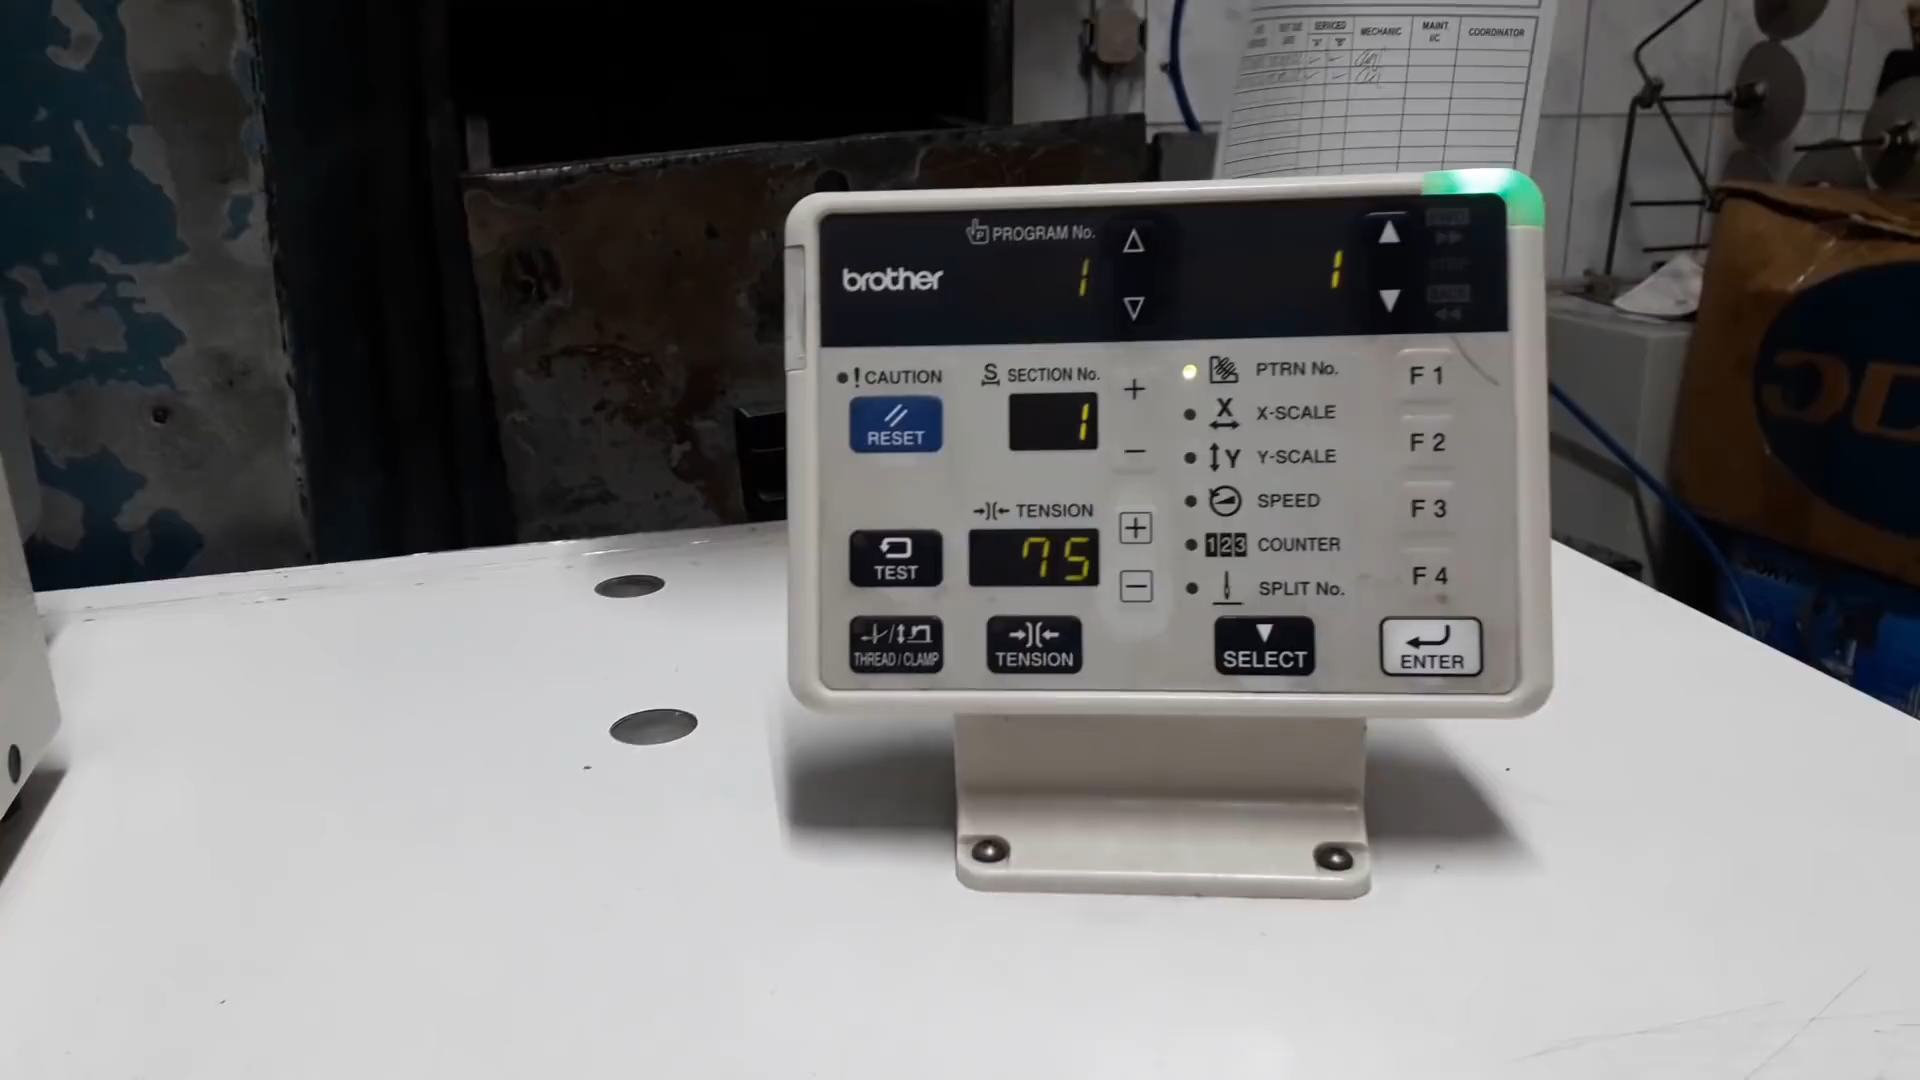 SERVICED
MECHANIC
MAINT
I/C
COORDINATOR
PROGRAM No.
brother
1
1
! CAUTION
RESET
S SECTION No.
1
+
−
PTRN No.
X X-SCALE
Y Y-SCALE
SPEED
123 COUNTER
SPLIT No.
F 1
F 2
F 3
F 4
TENSION
75
+
−
TEST
THREAD / CLAMP
TENSION
SELECT
ENTER